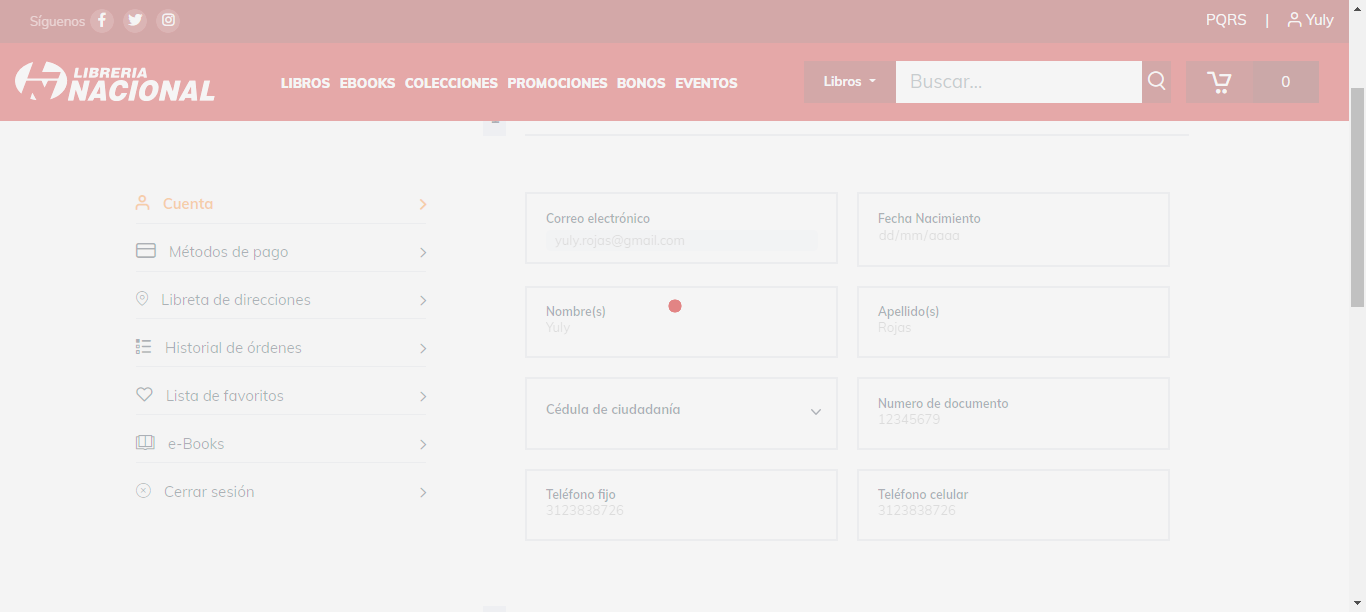 Síguenos
PQRS | Yuly
LIBRERIA
NACIONAL
LIBROS EBOOKS COLECCIONES PROMOCIONES BONOS EVENTOS
Libros Buscar... 0
Cuenta
Métodos de pago
Libreta de direcciones
Historial de órdenes
Lista de favoritos
e-Books
Cerrar sesión
Correo electrónico
yuly.rojas@gmail.com
Fecha Nacimiento
dd/mm/aaaa
Nombre(s)
Yuly
Apellido(s)
Rojas
Cédula de ciudadanía
Numero de documento
12345679
Teléfono fijo
3123838726
Teléfono celular
3123838726